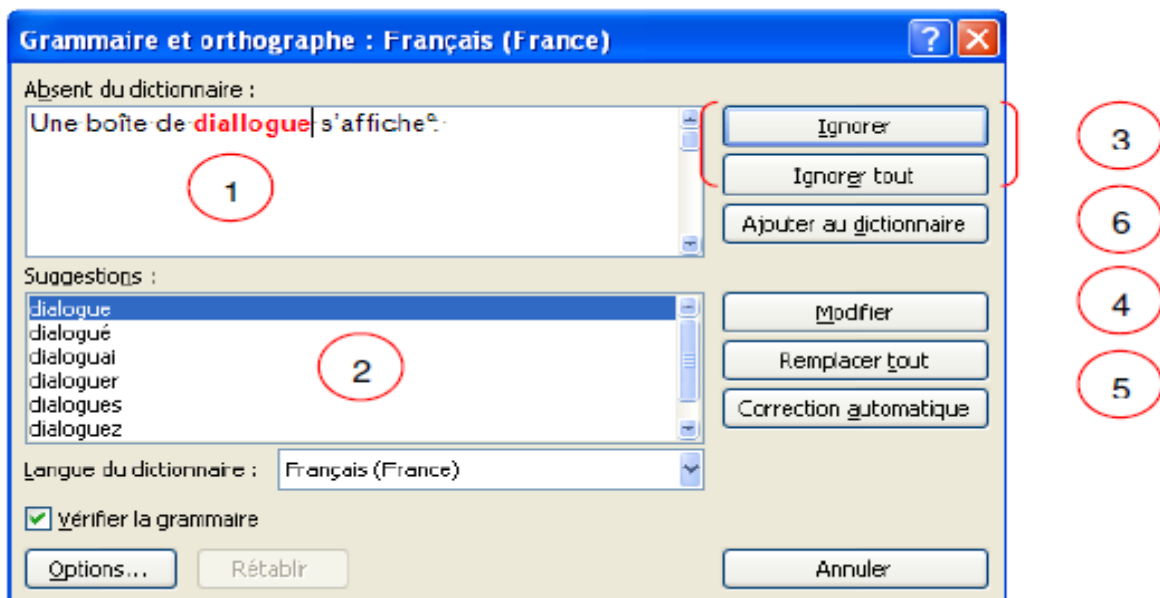 Grammaire et orthographe : Français (France)
Absent du dictionnaire :
Une boîte de diallogue s'affiche°.
1
Ignorer
3
Ignorer tout
Ajouter au dictionnaire
6
Suggestions :
dialogue
dialogué
dialoguai
dialoguer
dialogues
dialoguez
2
Modifier
4
Remplacer tout
5
Correction automatique
Langue du dictionnaire :
Français (France)
Vérifier la grammaire
Options...
Rétablir
Annuler